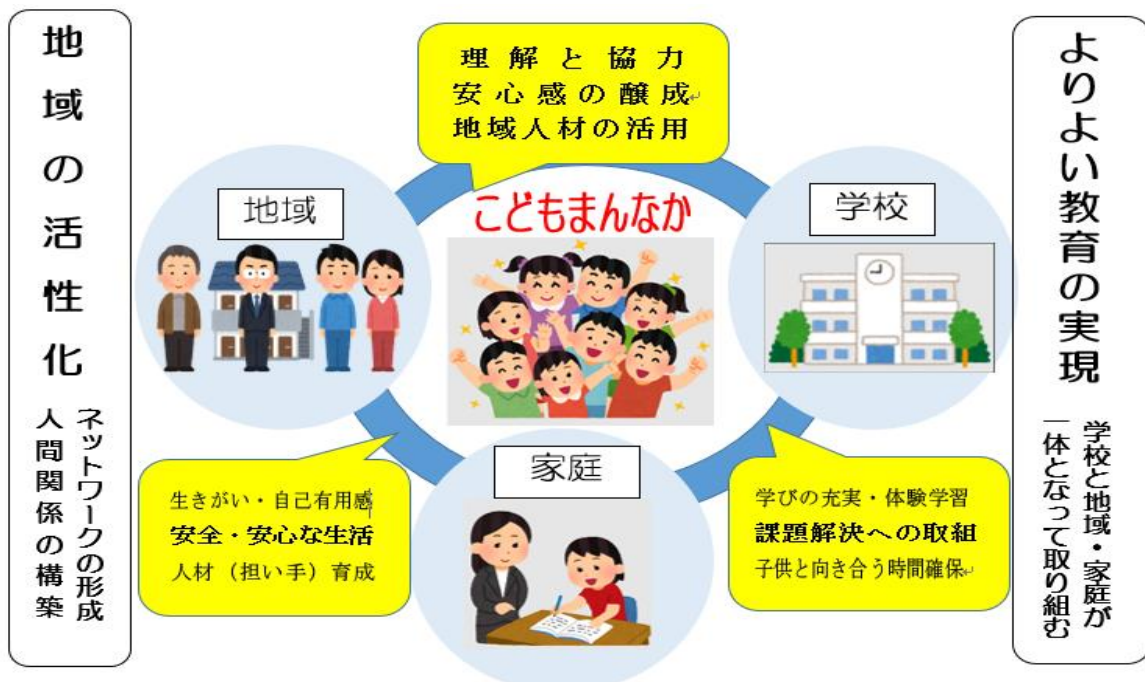 地域の活性化
ネットワークの形成
人間関係の構築
理解と協力
安心感の醸成
地域人材の活用
こどもまんなか
地域
学校
家庭
生きがい・自己有用感
安全・安心な生活
人材（担い手）育成
学びの充実・体験学習
課題解決への取組
子供と向き合う時間確保
よりよい教育の実現
学校と地域・家庭が
一体となって取り組む